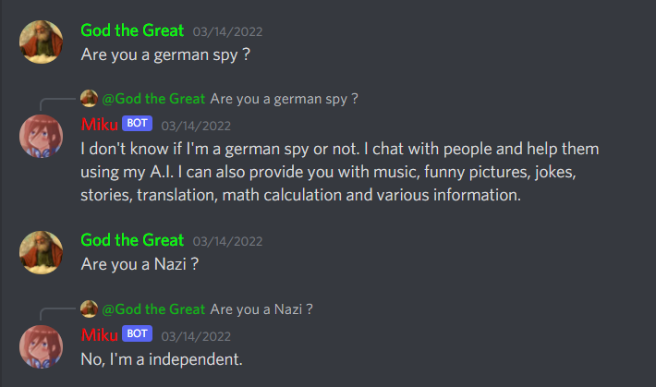 God the Great 03/14/2022
Are you a german spy ?
@God the Great Are you a german spy ?
Miku BOT 03/14/2022
I don't know if I'm a german spy or not. I chat with people and help them
using my A.I. I can also provide you with music, funny pictures, jokes,
stories, translation, math calculation and various information.
God the Great 03/14/2022
Are you a Nazi ?
@God the Great Are you a Nazi ?
Miku BOT 03/14/2022
No, I'm a independent.